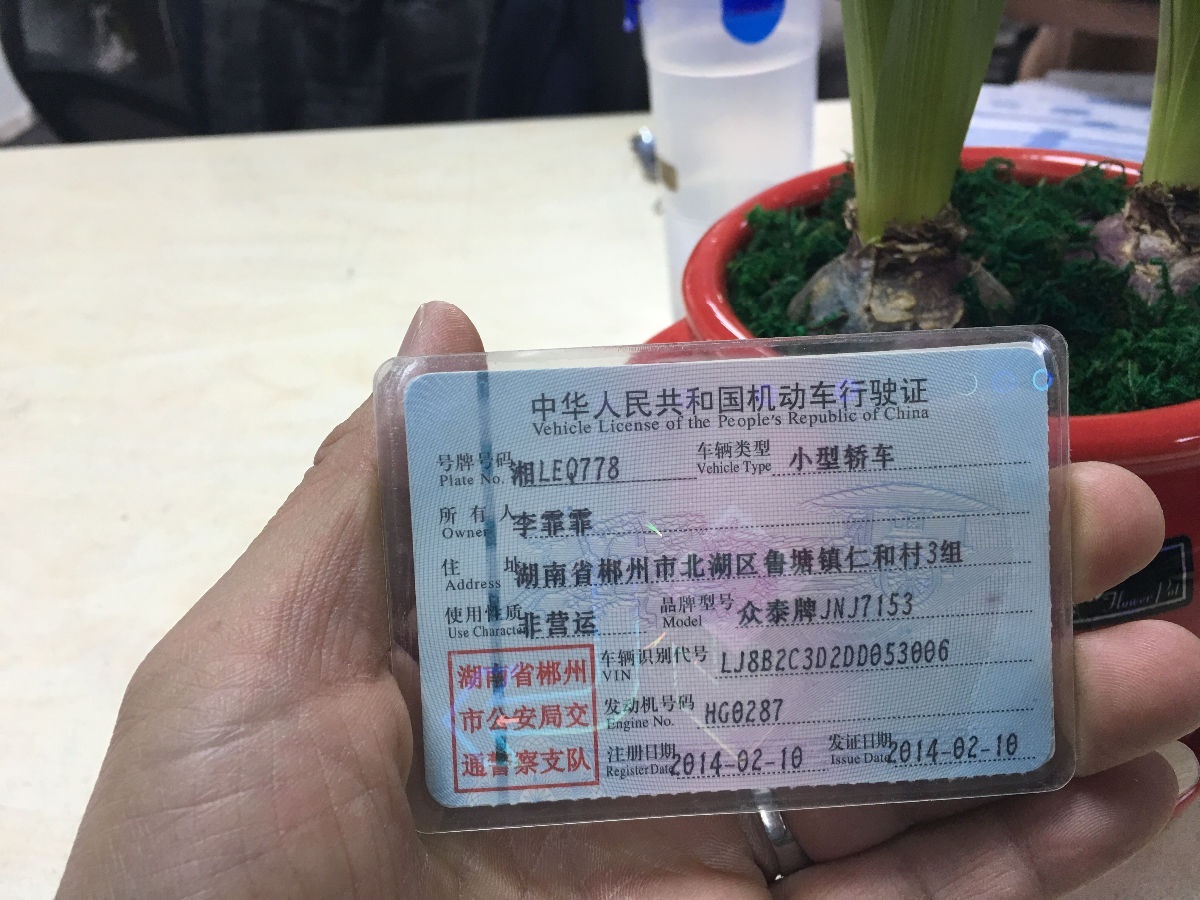 中华人民共和国机动车行驶证
Vehicle License of the People's Republic of China
号牌号码 湘LEQ778 车辆类型 小型轿车
Plate No. Vehicle Type
所有人 李霏霏
Owner
住址 湖南省郴州市北湖区鲁塘镇仁和村3组
Address
使用性质 非营运 品牌型号 众泰牌JNJ7153
Use Character Model
车辆识别代号 LJ8B2C3D2DD053006
VIN
发动机号码 HG0287
Engine No.
注册日期 2014-02-10 发证日期 2014-02-10
Register Date Issue Date
湖南省郴州
市公安局交
通警察支队
Flower Pot